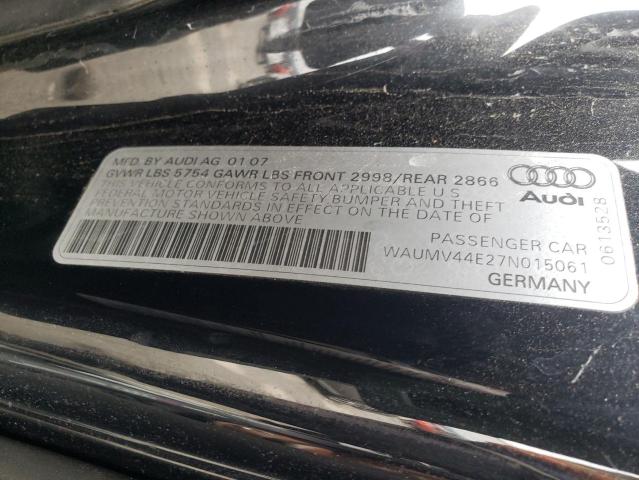 MFD. BY AUDI AG 01 07
GVWR LBS 5754 GAWR LBS FRONT 2998/REAR 2866
THIS VEHICLE CONFORMS TO ALL APPLICABLE U S
FEDERAL MOTOR VEHICLE SAFETY, BUMPER AND THEFT
PREVENTION STANDARDS IN EFFECT ON THE DATE OF
MANUFACTURE SHOWN ABOVE
Audi
0613528
PASSENGER CAR
WAUMV44E27N015061
GERMANY